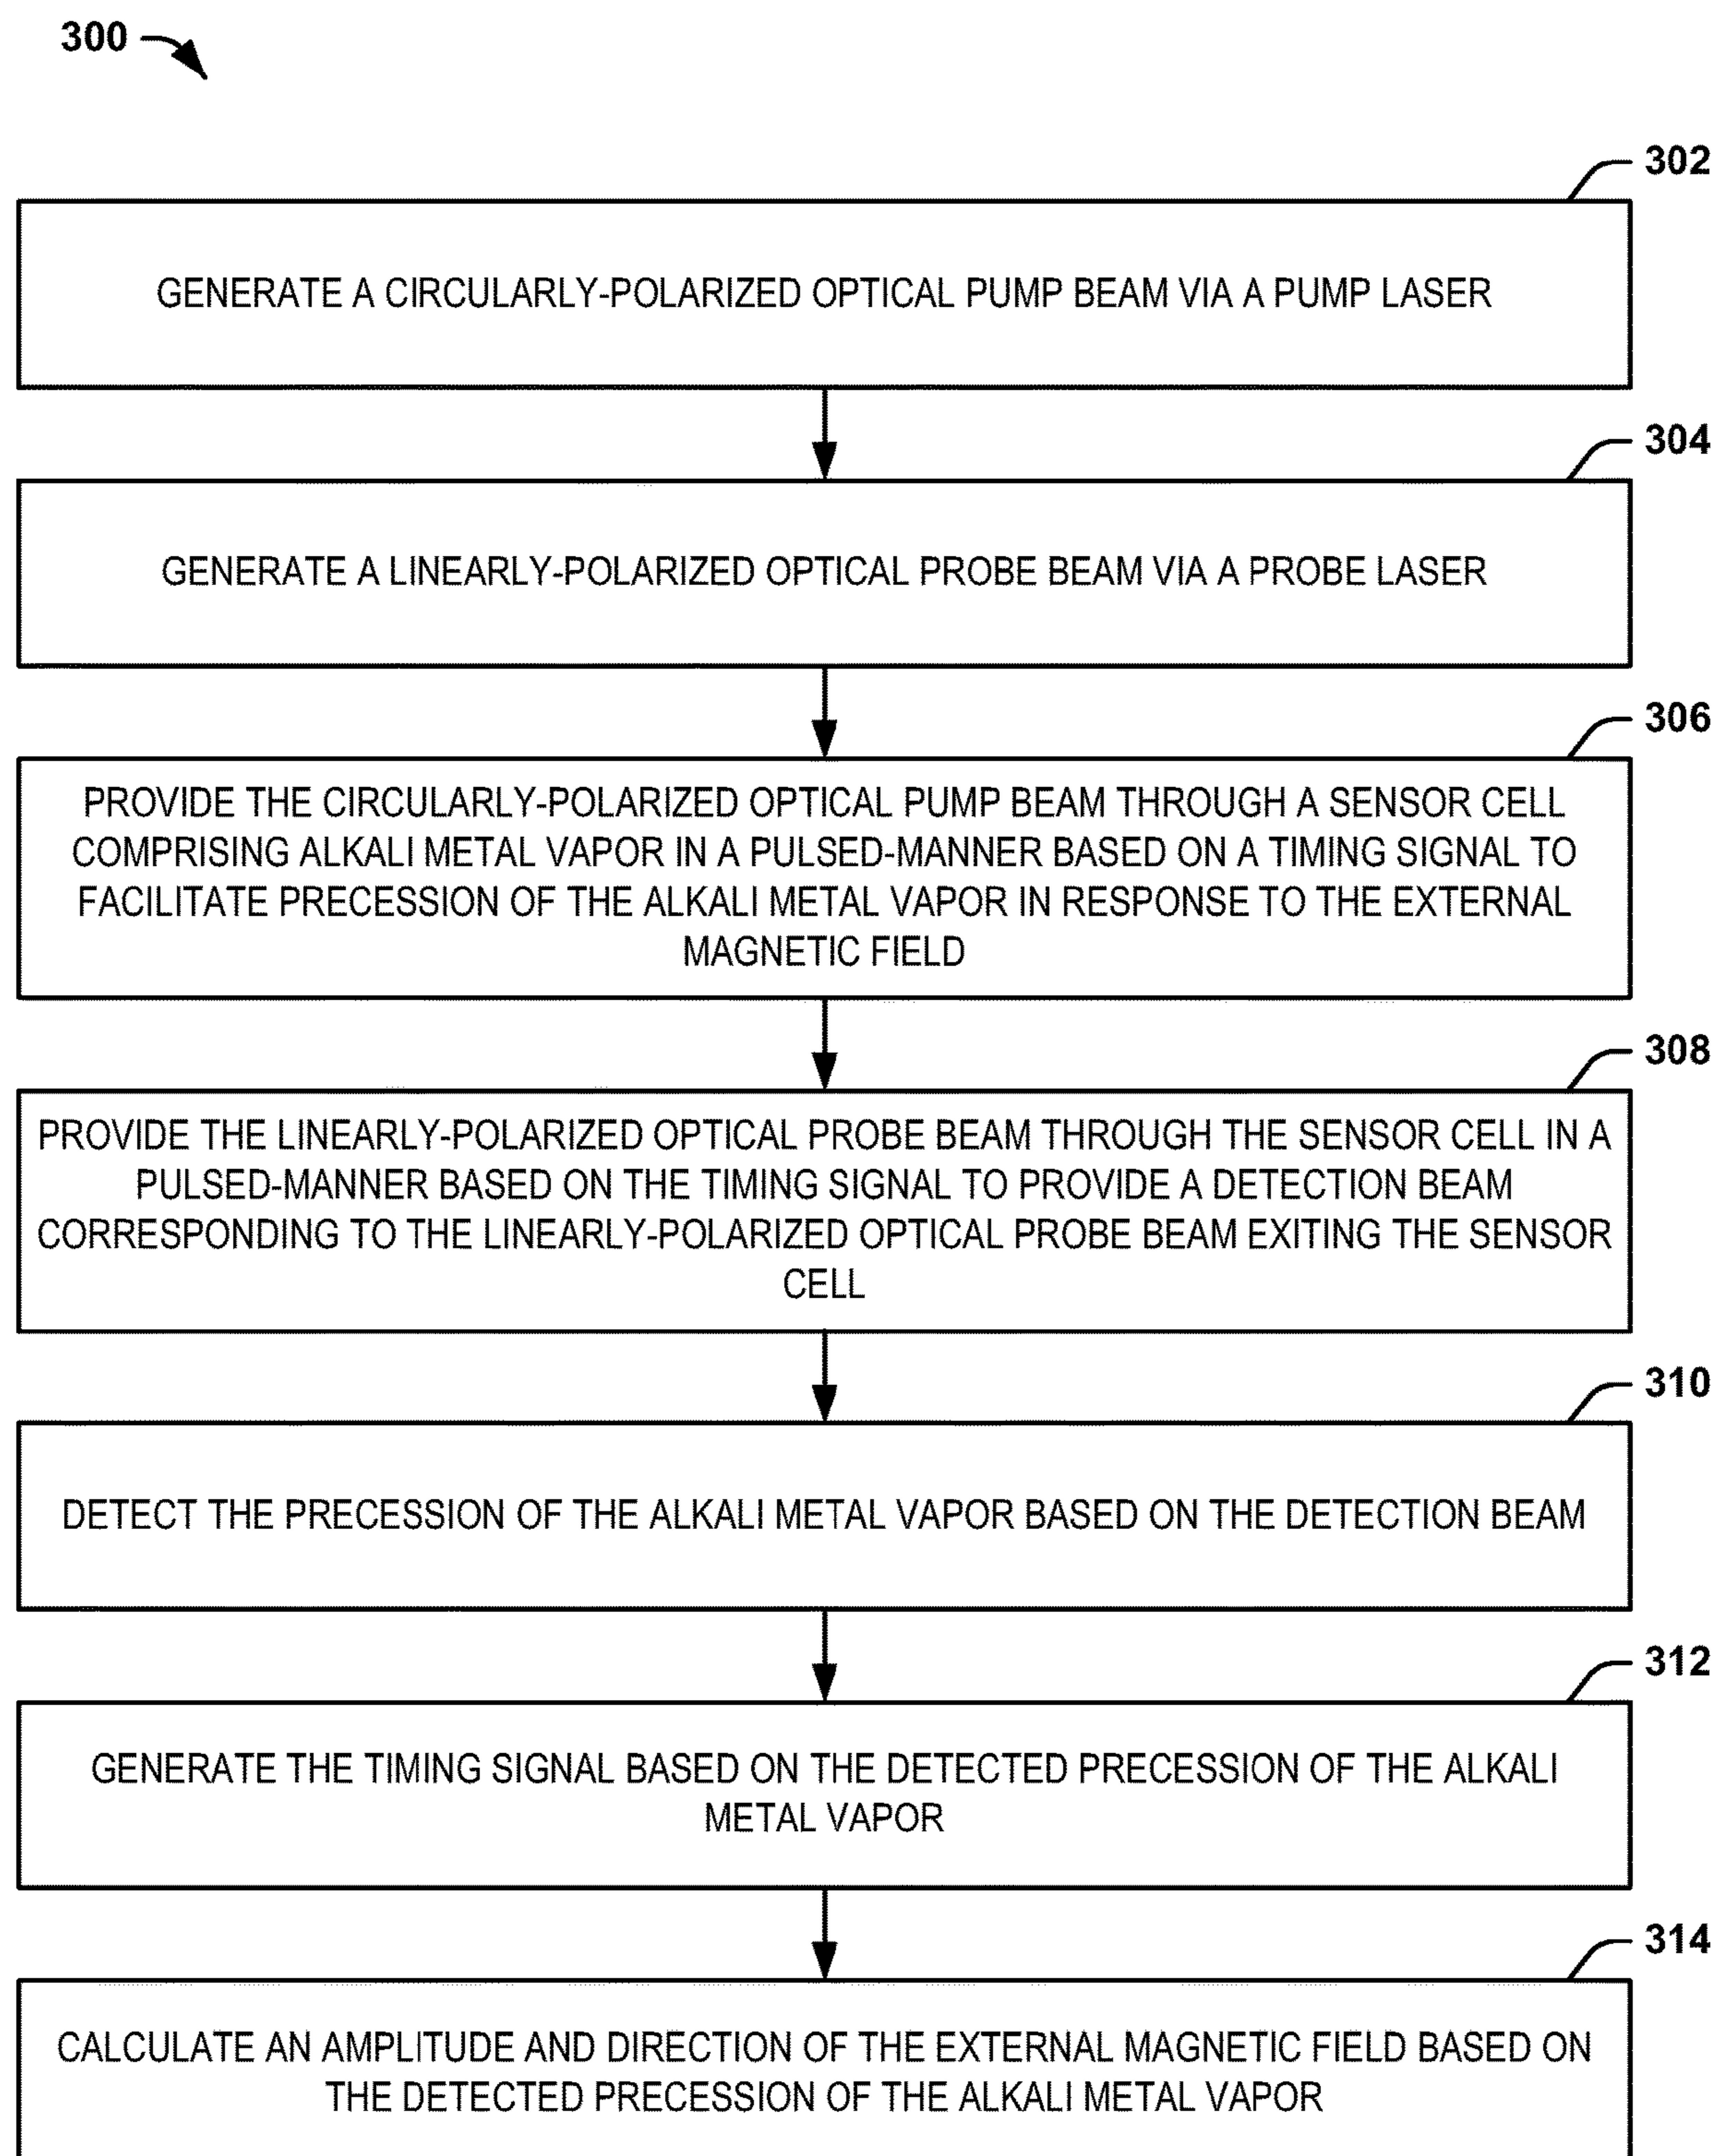 300
302
GENERATE A CIRCULARLY-POLARIZED OPTICAL PUMP BEAM VIA A PUMP LASER
304
GENERATE A LINEARLY-POLARIZED OPTICAL PROBE BEAM VIA A PROBE LASER
306
PROVIDE THE CIRCULARLY-POLARIZED OPTICAL PUMP BEAM THROUGH A SENSOR CELL
COMPRISING ALKALI METAL VAPOR IN A PULSED-MANNER BASED ON A TIMING SIGNAL TO
FACILITATE PRECESSION OF THE ALKALI METAL VAPOR IN RESPONSE TO THE EXTERNAL
MAGNETIC FIELD
308
PROVIDE THE LINEARLY-POLARIZED OPTICAL PROBE BEAM THROUGH THE SENSOR CELL IN A
PULSED-MANNER BASED ON THE TIMING SIGNAL TO PROVIDE A DETECTION BEAM
CORRESPONDING TO THE LINEARLY-POLARIZED OPTICAL PROBE BEAM EXITING THE SENSOR
CELL
310
DETECT THE PRECESSION OF THE ALKALI METAL VAPOR BASED ON THE DETECTION BEAM
312
GENERATE THE TIMING SIGNAL BASED ON THE DETECTED PRECESSION OF THE ALKALI
METAL VAPOR
314
CALCULATE AN AMPLITUDE AND DIRECTION OF THE EXTERNAL MAGNETIC FIELD BASED ON
THE DETECTED PRECESSION OF THE ALKALI METAL VAPOR